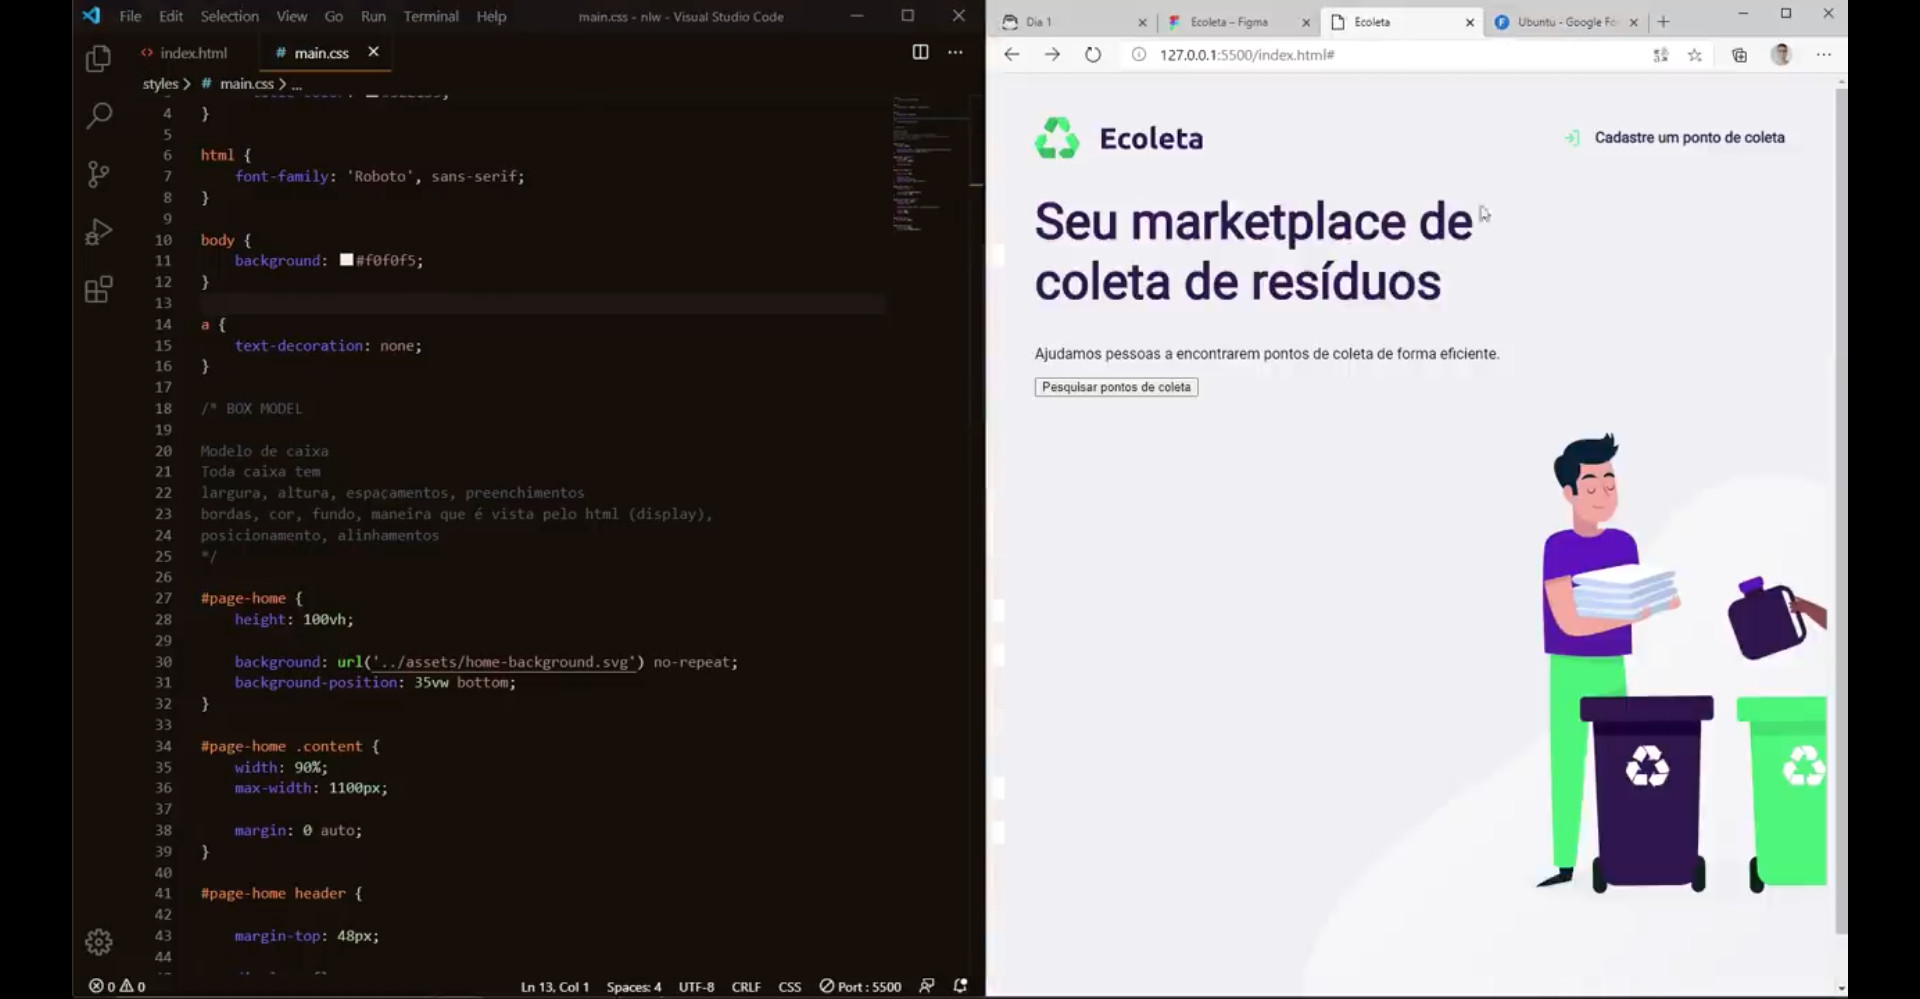 File Edit Selection View Go Run Terminal Help main.css - nlw - Visual Studio Code
index.html # main.css
styles > # main.css > ...
4 }
5
6 html {
7 font-family: 'Roboto', sans-serif;
8 }
9
10 body {
11 background: #f0f0f5;
12 }
13
14 a {
15 text-decoration: none;
16 }
17
18 /* BOX MODEL
19
20 Modelo de caixa
21 Toda caixa tem
22 largura, altura, espaçamentos, preenchimentos
23 bordas, cor, fundo, maneira que é vista pelo html (display),
24 posicionamento, alinhamentos
25 */
26
27 #page-home {
28 height: 100vh;
29
30 background: url('../assets/home-background.svg') no-repeat;
31 background-position: 35vw bottom;
32 }
33
34 #page-home .content {
35 width: 90%;
36 max-width: 1100px;
37
38 margin: 0 auto;
39 }
40
41 #page-home header {
42
43 margin-top: 48px;
44
0 0 Ln 13, Col 1 Spaces: 4 UTF-8 CRLF CSS Port : 5500
Dia 1 Ecoleta – Figma Ecoleta Ubuntu - Google Fo
127.0.0.1:5500/index.html#
Ecoleta Cadastre um ponto de coleta
Seu marketplace de
coleta de resíduos
Ajudamos pessoas a encontrarem pontos de coleta de forma eficiente.
Pesquisar pontos de coleta